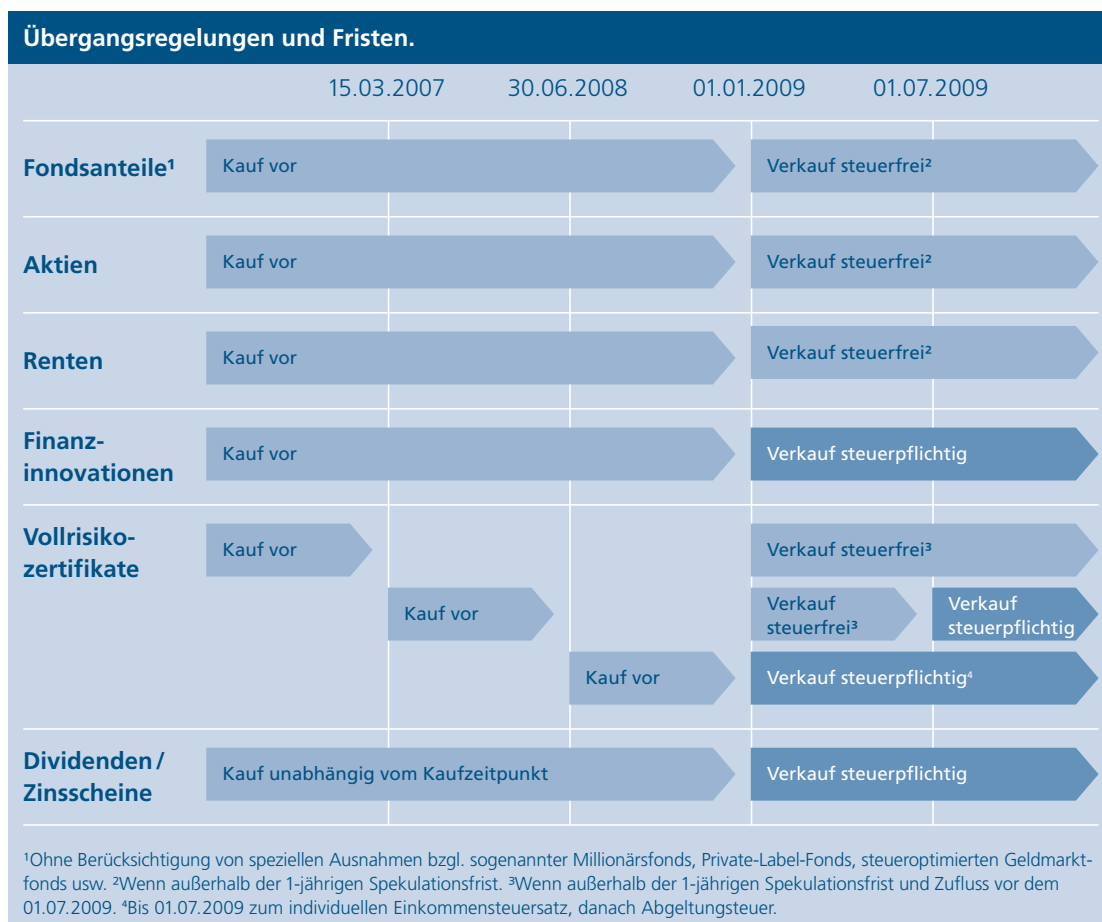 Übergangsregelungen und Fristen.
15.03.2007 30.06.2008 01.01.2009 01.07.2009
Fondsanteile¹ Kauf vor Verkauf steuerfrei²
Aktien Kauf vor Verkauf steuerfrei²
Renten Kauf vor Verkauf steuerfrei²
Finanz-
innovationen
Kauf vor Verkauf steuerpflichtig
Vollrisiko-
zertifikate
Kauf vor Verkauf steuerfrei³
Kauf vor
Verkauf
steuerfrei³
Verkauf
steuerpflichtig
Kauf vor Verkauf steuerpflichtig⁴
Dividenden /
Zinsscheine
Kauf unabhängig vom Kaufzeitpunkt Verkauf steuerpflichtig
¹Ohne Berücksichtigung von speziellen Ausnahmen bzgl. sogenannter Millionärsfonds, Private-Label-Fonds, steueroptimierten Geldmarkt-
fonds usw. ²Wenn außerhalb der 1-jährigen Spekulationsfrist. ³Wenn außerhalb der 1-jährigen Spekulationsfrist und Zufluss vor dem
01.07.2009. ⁴Bis 01.07.2009 zum individuellen Einkommensteuersatz, danach Abgeltungsteuer.